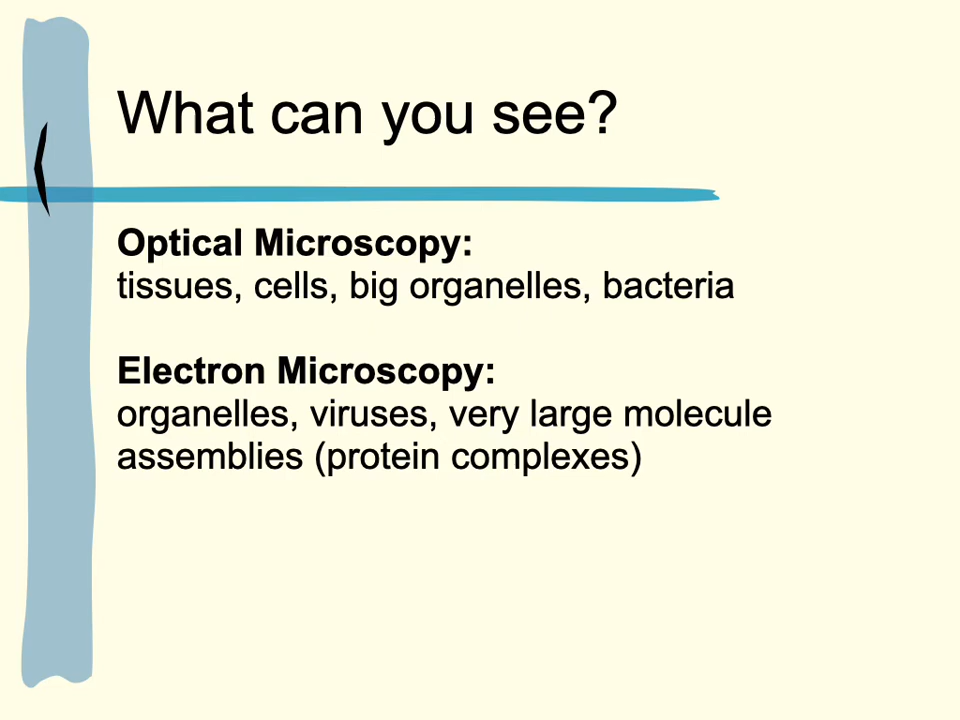 What can you see?
Optical Microscopy:
tissues, cells, big organelles, bacteria
Electron Microscopy:
organelles, viruses, very large molecule
assemblies (protein complexes)